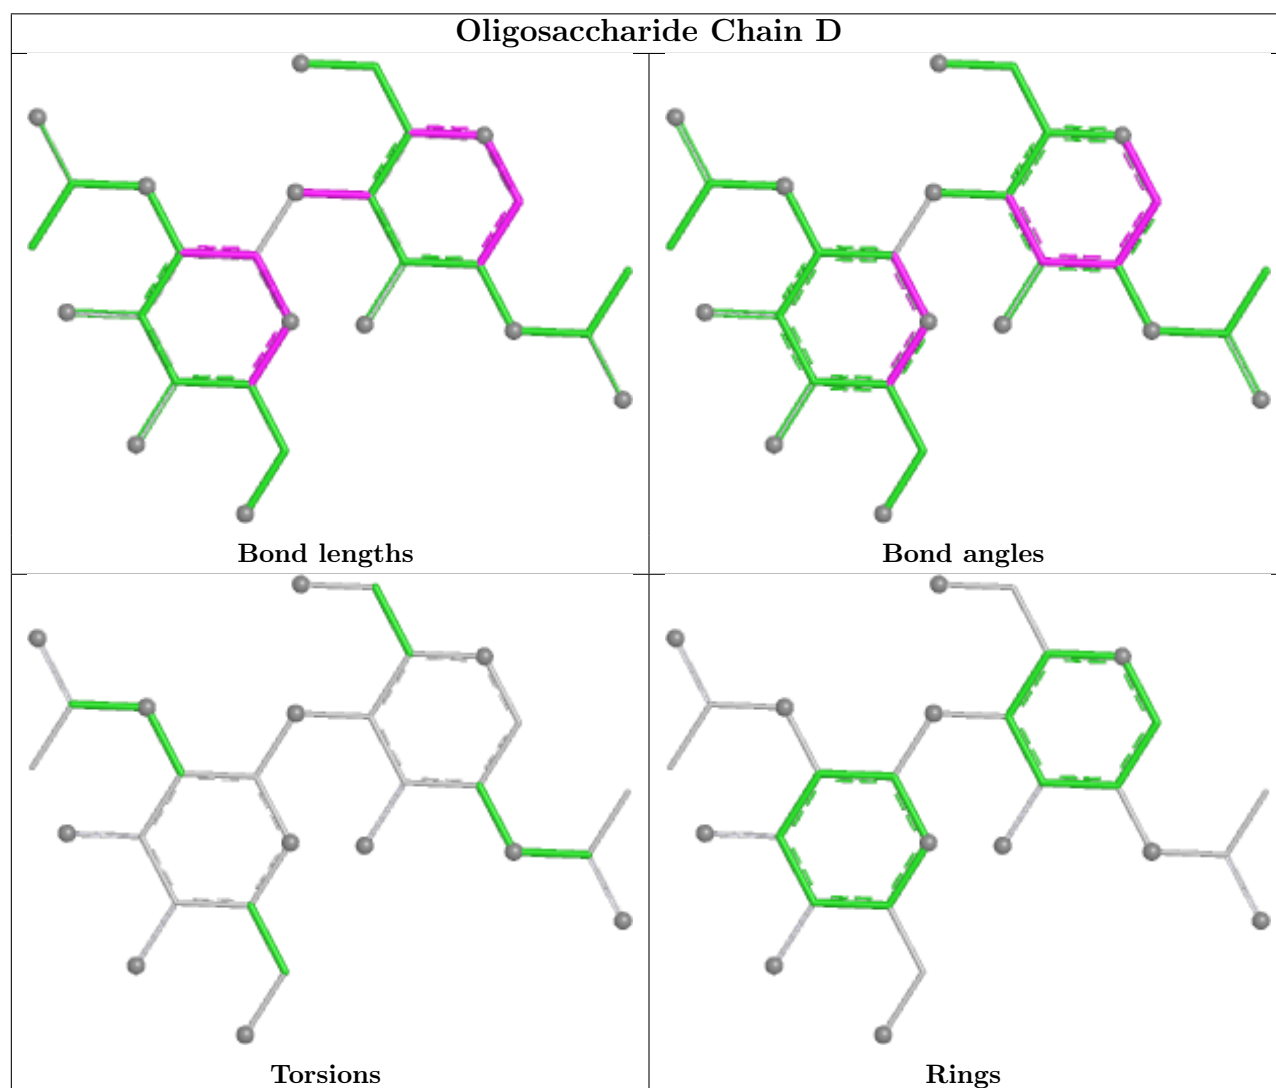 Oligosaccharide Chain D
Bond lengths
Bond angles
Torsions
Rings